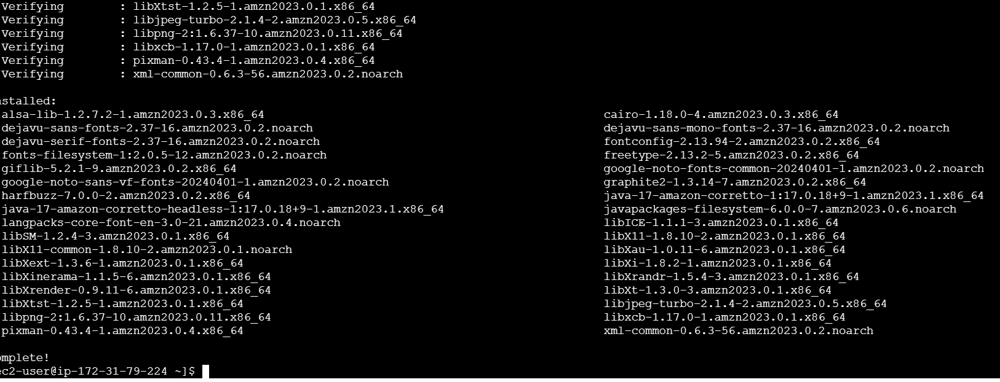 Verifying        : libXtst-1.2.5-1.amzn2023.0.1.x86_64
Verifying        : libjpeg-turbo-2.1.4-2.amzn2023.0.5.x86_64
Verifying        : libpng-2:1.6.37-10.amzn2023.0.11.x86_64
Verifying        : libxcb-1.17.0-1.amzn2023.0.1.x86_64
Verifying        : pixman-0.43.4-1.amzn2023.0.4.x86_64
Verifying        : xml-common-0.6.3-56.amzn2023.0.2.noarch
nstalled:
alsa-lib-1.2.7.2-1.amzn2023.0.3.x86_64 cairo-1.18.0-4.amzn2023.0.3.x86_64
dejavu-sans-fonts-2.37-16.amzn2023.0.2.noarch dejavu-sans-mono-fonts-2.37-16.amzn2023.0.2.noarch
dejavu-serif-fonts-2.37-16.amzn2023.0.2.noarch fontconfig-2.13.94-2.amzn2023.0.2.x86_64
fonts-filesystem-1:2.0.5-12.amzn2023.0.2.noarch freetype-2.13.2-5.amzn2023.0.2.x86_64
giflib-5.2.1-9.amzn2023.0.2.x86_64 google-noto-fonts-common-20240401-1.amzn2023.0.2.noarch
google-noto-sans-vf-fonts-20240401-1.amzn2023.0.2.noarch graphite2-1.3.14-7.amzn2023.0.2.x86_64
harfbuzz-7.0.0-2.amzn2023.0.2.x86_64 java-17-amazon-corretto-1:17.0.18+9-1.amzn2023.1.x86_64
java-17-amazon-corretto-headless-1:17.0.18+9-1.amzn2023.1.x86_64 javapackages-filesystem-6.0.0-7.amzn2023.0.6.noarch
langpacks-core-font-en-3.0-21.amzn2023.0.4.noarch libICE-1.1.1-3.amzn2023.0.1.x86_64
libSM-1.2.4-3.amzn2023.0.1.x86_64 libX11-1.8.10-2.amzn2023.0.1.x86_64
libX11-common-1.8.10-2.amzn2023.0.1.noarch libXau-1.0.11-6.amzn2023.0.1.x86_64
libXext-1.3.6-1.amzn2023.0.1.x86_64 libXi-1.8.2-1.amzn2023.0.1.x86_64
libXinerama-1.1.5-6.amzn2023.0.1.x86_64 libXrandr-1.5.4-3.amzn2023.0.1.x86_64
libXrender-0.9.11-6.amzn2023.0.1.x86_64 libXt-1.3.0-3.amzn2023.0.1.x86_64
libXtst-1.2.5-1.amzn2023.0.1.x86_64 libjpeg-turbo-2.1.4-2.amzn2023.0.5.x86_64
libpng-2:1.6.37-10.amzn2023.0.11.x86_64 libxcb-1.17.0-1.amzn2023.0.1.x86_64
pixman-0.43.4-1.amzn2023.0.4.x86_64 xml-common-0.6.3-56.amzn2023.0.2.noarch
omplete!
ec2-user@ip-172-31-79-224 ~]$